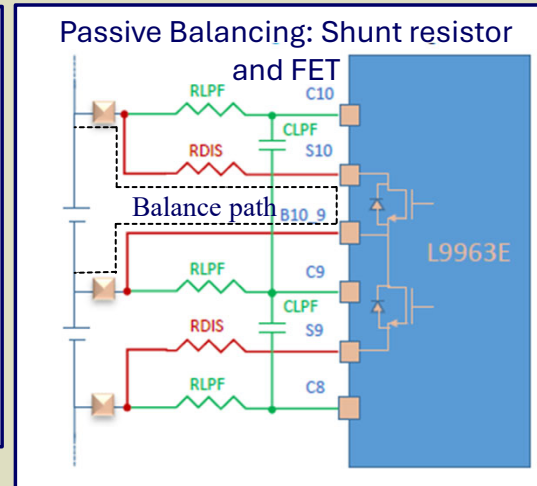 Passive Balancing: Shunt resistor
and FET
RLPF
C10
CLPF
S10
RDIS
Balance path
B10_9
L9963E
RLPF
C9
CLPF
RDIS
S9
RLPF
C8